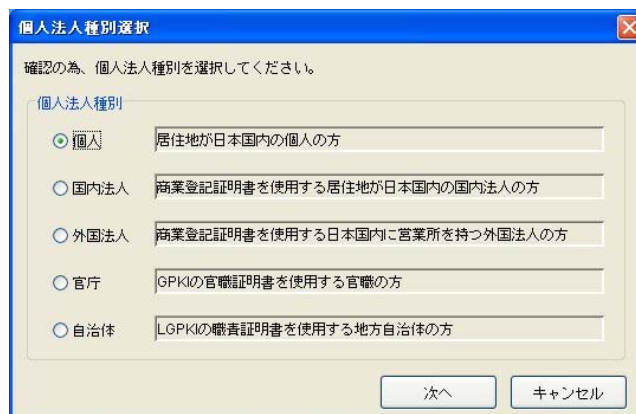 個人法人種別選択
確認の為、個人法人種別を選択してください。
個人法人種別
個人 居住地が日本国内の個人の方
国内法人 商業登記証明書を使用する居住地が日本国内の国内法人の方
外国法人 商業登記証明書を使用する日本国内に営業所を持つ外国法人の方
官庁 GPKIの官職証明書を使用する官職の方
自治体 LGPKIの職責証明書を使用する地方自治体の方
次へ キャンセル